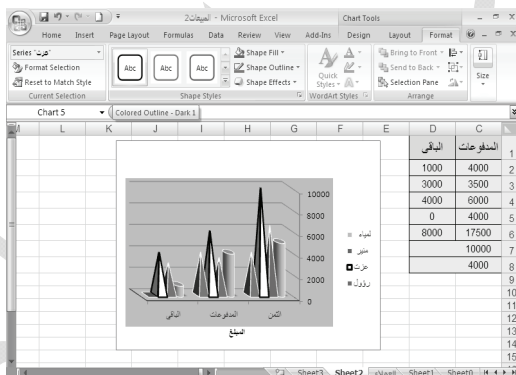 المبيعات2 - Microsoft Excel
Chart Tools
Home Insert Page Layout Formulas Data Review View Add-Ins Design Layout Format
Series "عزت"
Format Selection
Reset to Match Style
Current Selection
Abc Abc Abc
Shape Fill
Shape Outline
Shape Effects
Shape Styles
Quick Styles
WordArt Styles
Bring to Front
Send to Back
Selection Pane
Arrange
Size
Chart 5
Colored Outline - Dark 1
M L K J I H G F E D C
المدفوعات الباقى 1
4000 1000 2
3500 3000 3
6000 4000 4
4000 0 5
17500 8000 6
10000 7
4000 8
9
10
11
12
13
14
15
10000
8000
6000
4000
2000
0
لمياء
منير
عزت
رؤول
الثمن المدفوعات الباقي
المبلغ
Sheet3 Sheet2 العملاء Sheet1 Sheet0